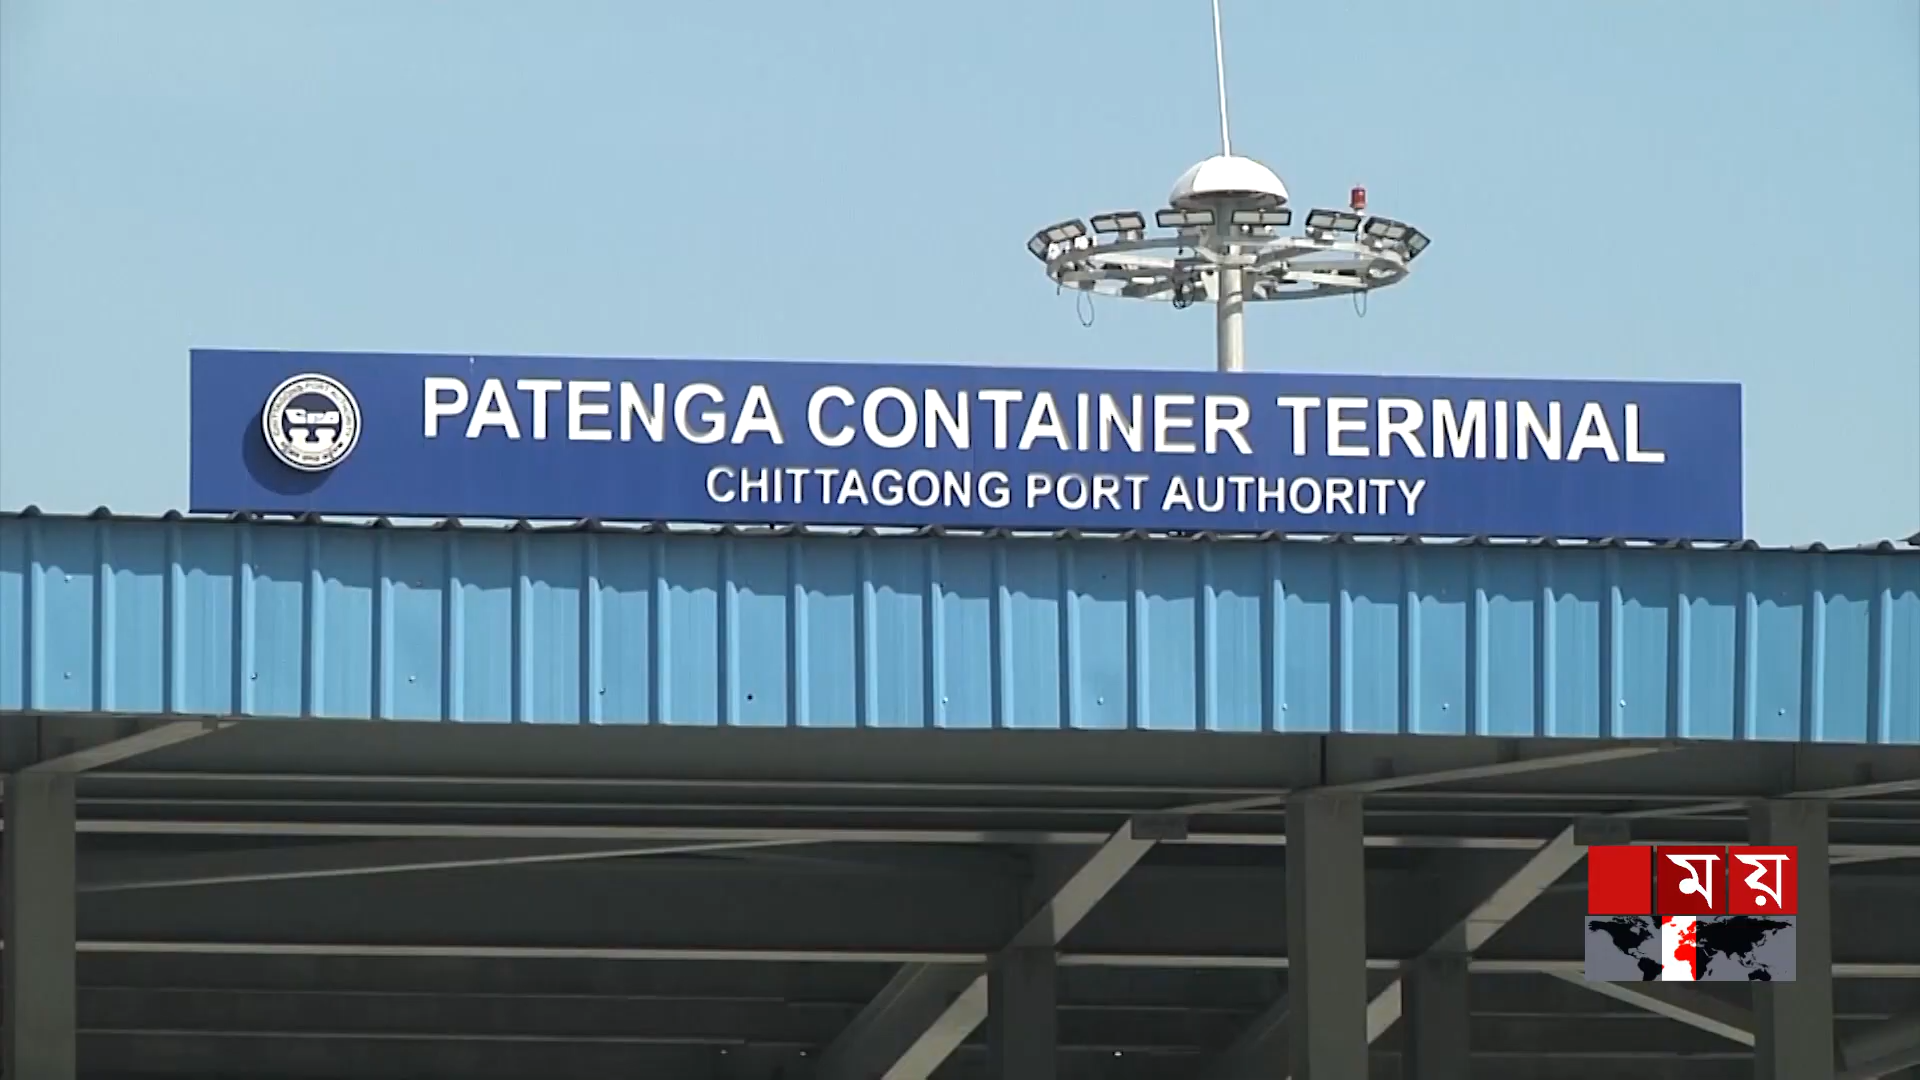 PATENGA CONTAINER TERMINAL
CHITTAGONG PORT AUTHORITY
ময়